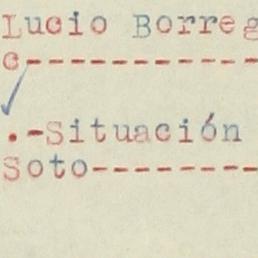 Lucio Borreg
c----------
.-Situación
Soto--------